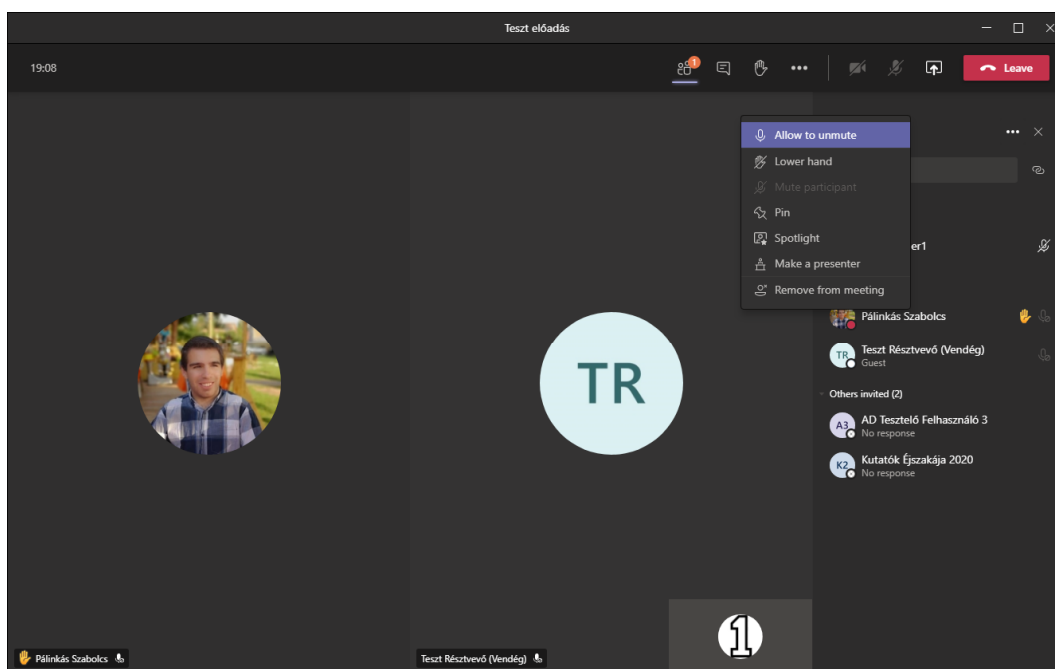 Teszt előadás
19:08
1
Leave
Allow to unmute
Lower hand
Mute participant
Pin
Spotlight
Make a presenter
Remove from meeting
er1
Pálinkás Szabolcs
TR
Teszt Résztvevő (Vendég)
Guest
Others invited (2)
A3
AD Tesztelő Felhasználó 3
No response
K2
Kutatók Éjszakája 2020
No response
TR
1
Pálinkás Szabolcs
Teszt Résztvevő (Vendég)